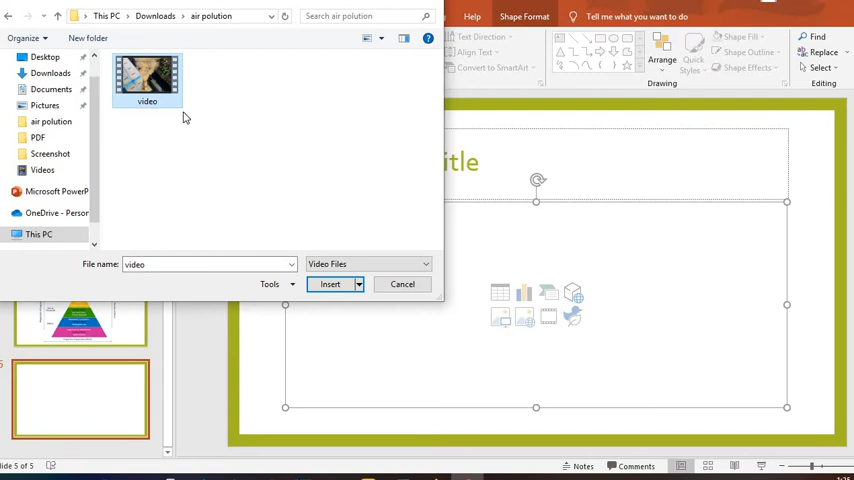 This PC > Downloads > air polution
Search air polution
Help
Shape Format
Tell me what you want to do
Organize
New folder
Text Direction
Align Text
Convert to SmartArt
Arrange
Quick Styles
Shape Fill
Shape Outline
Shape Effects
Find
Replace
Select
Drawing
Editing
Desktop
Downloads
Documents
Pictures
air polution
PDF
Screenshot
Videos
Microsoft PowerP
OneDrive - Person
This PC
video
itle
File name:
video
Video Files
Tools
Insert
Cancel
5
lide 5 of 5
Notes
Comments